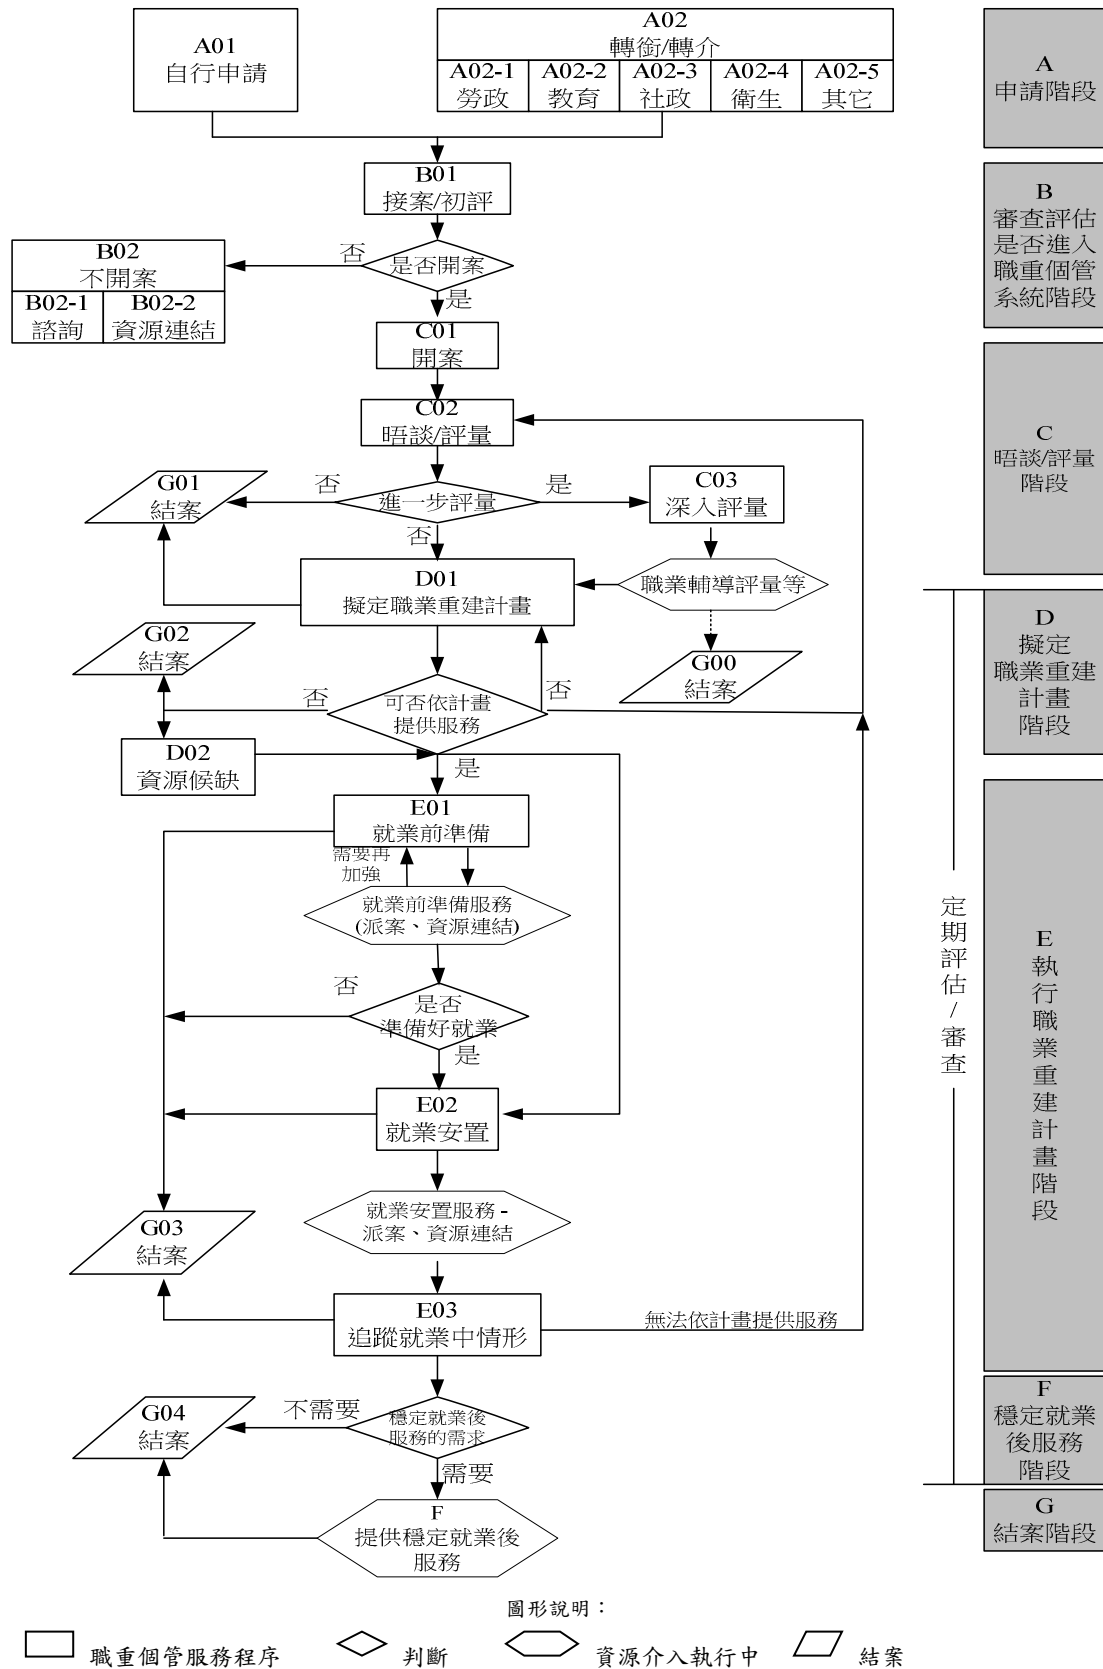 A01
自行申請
A02
轉銜/轉介
A02-1
勞政
A02-2
教育
A02-3
社政
A02-4
衛生
A02-5
其它
A
申請階段
B01
接案/初評
B
審查評估
是否進入
職重個管
系統階段
是否開案
否
是
B02
不開案
B02-1
諮詢
B02-2
資源連結
C01
開案
C02
晤談/評量
C
晤談/評量
階段
進一步評量
否
是
否
G01
結案
C03
深入評量
職業輔導評量等
D01
擬定職業重建計畫
G00
結案
D
擬定
職業重建
計畫
階段
G02
結案
可否依計畫
提供服務
否
否
是
D02
資源候缺
E01
就業前準備
需要再
加強
就業前準備服務
(派案、資源連結)
是否
準備好就業
否
是
E02
就業安置
就業安置服務-
派案、資源連結
G03
結案
E03
追蹤就業中情形
無法依計畫提供服務
定期評估/審查
E
執行職業重建計畫階段
穩定就業後
服務的需求
不需要
需要
G04
結案
F
提供穩定就業後
服務
F
穩定就業
後服務
階段
G
結案階段
圖形說明：
職重個管服務程序
判斷
資源介入執行中
結案